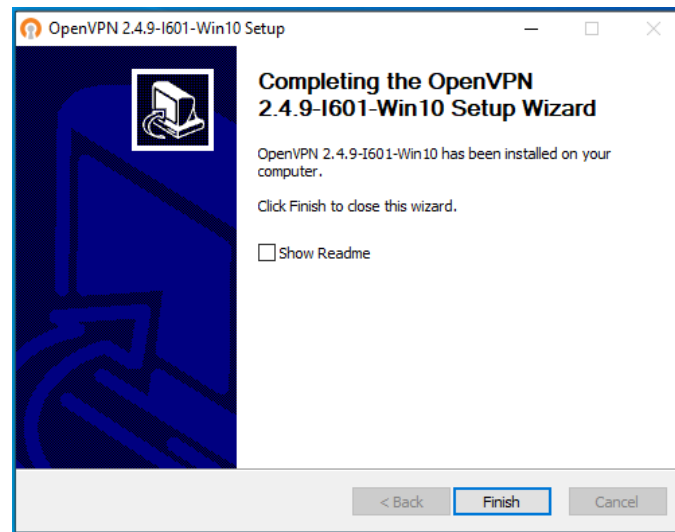 OpenVPN 2.4.9-I601-Win10 Setup
Completing the OpenVPN
2.4.9-I601-Win10 Setup Wizard
OpenVPN 2.4.9-I601-Win10 has been installed on your
computer.
Click Finish to close this wizard.
Show Readme
< Back Finish Cancel